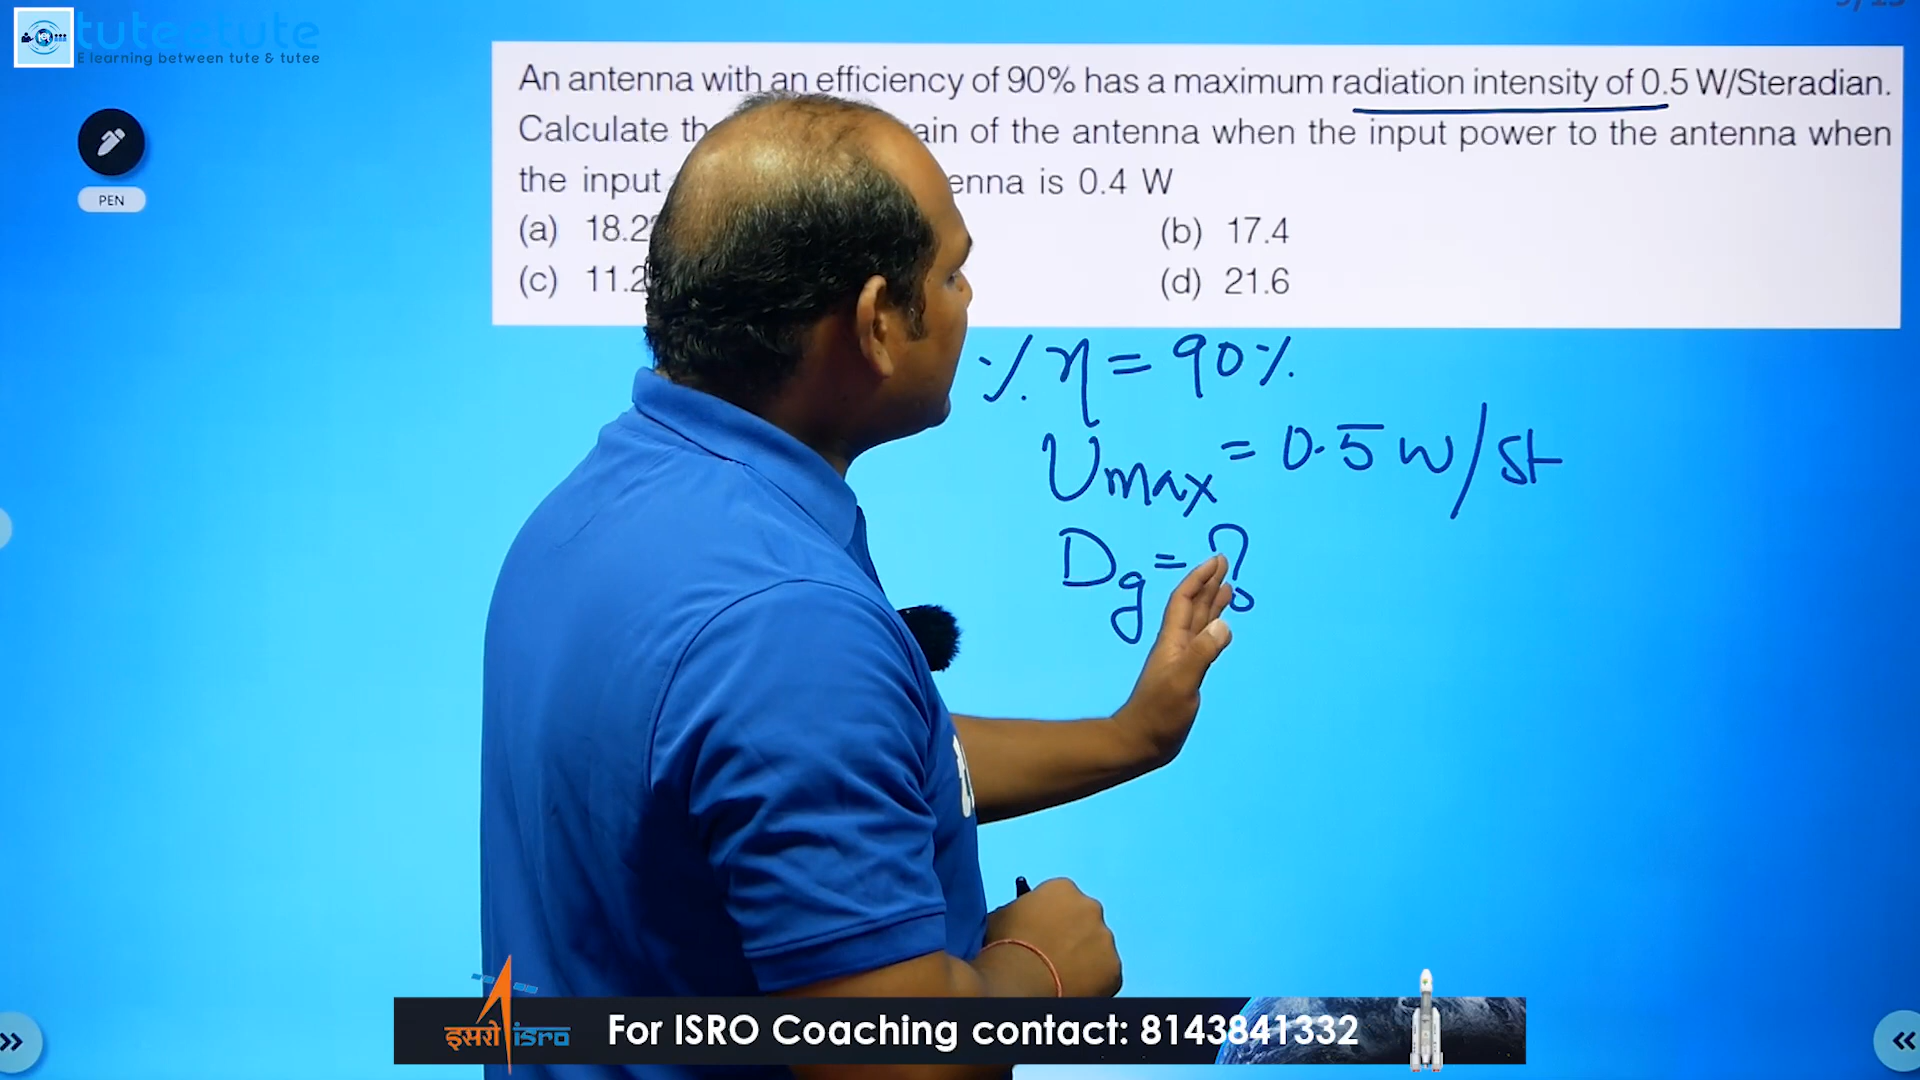 tuteetute
E learning between tute & tutee
PEN
An antenna with an efficiency of 90% has a maximum radiation intensity of 0.5 W/Steradian.
Calculate ain of the antenna when the input power to the antenna when
the input enna is 0.4 W
(a) 18.2
(b) 17.4
(c) 11.2
(d) 21.6
% η = 90%
Umax = 0.5 W/St
Dg = ?
इसरो isro
For ISRO Coaching contact: 8143841332